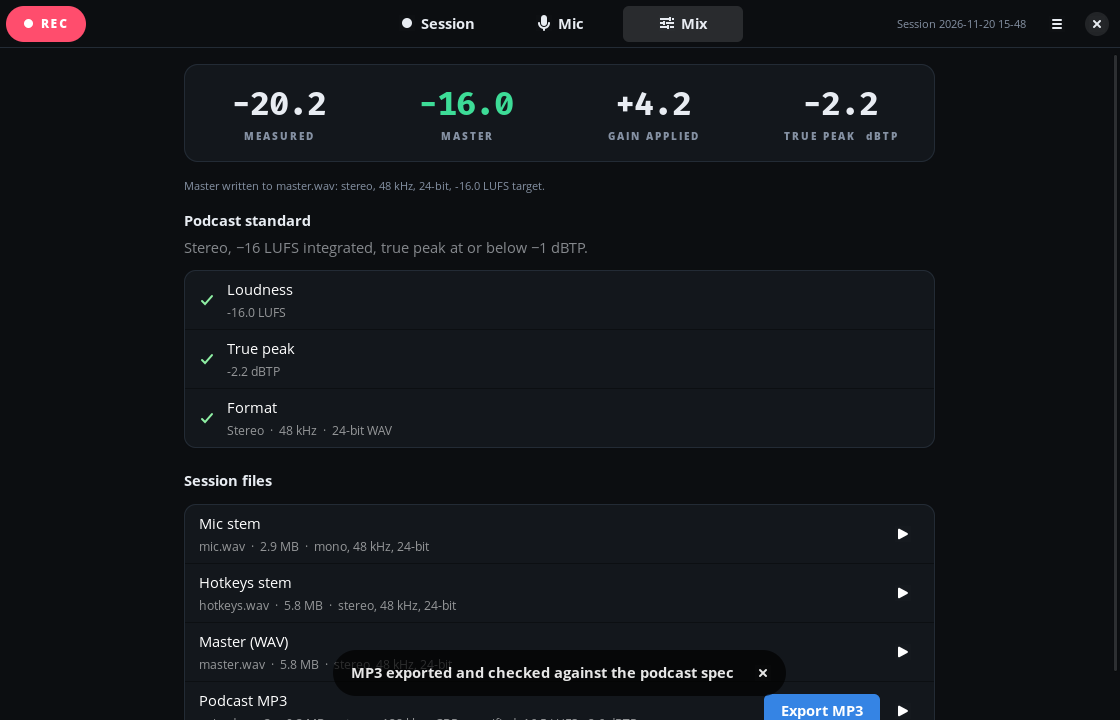 REC
Session
Mic
Mix
Session 2026-11-20 15-48
-20.2
-16.0
+4.2
-2.2
MEASURED
MASTER
GAIN APPLIED
TRUE PEAK dBTP
Master written to master.wav: stereo, 48 kHz, 24-bit, -16.0 LUFS target.
Podcast standard
Stereo, −16 LUFS integrated, true peak at or below −1 dBTP.
Loudness
-16.0 LUFS
True peak
-2.2 dBTP
Format
Stereo · 48 kHz · 24-bit WAV
Session files
Mic stem
mic.wav · 2.9 MB · mono, 48 kHz, 24-bit
Hotkeys stem
hotkeys.wav · 5.8 MB · stereo, 48 kHz, 24-bit
Master (WAV)
master.wav · 5.8 MB · stereo, 48 kHz, 24-bit
MP3 exported and checked against the podcast spec
Podcast MP3
Export MP3